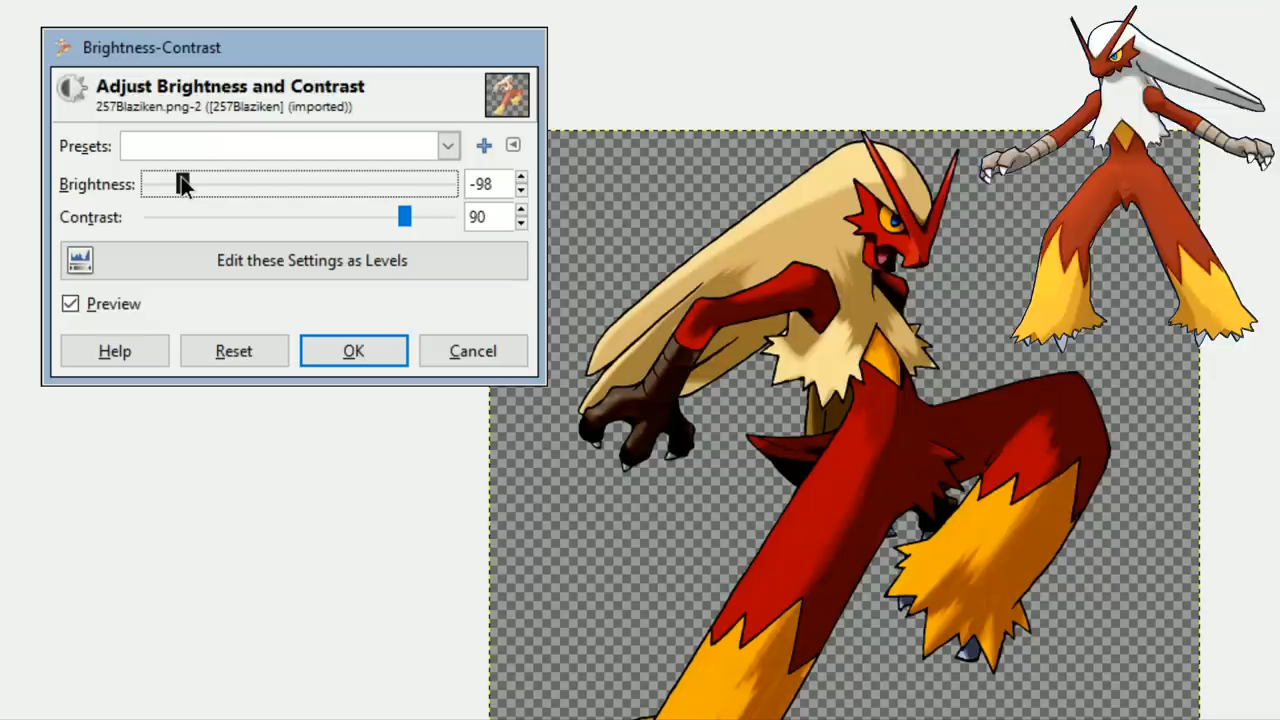 Brightness-Contrast
Adjust Brightness and Contrast
257Blaziken.png-2 ([257Blaziken] (imported))
Presets:
Brightness: -98
Contrast: 90
Edit these Settings as Levels
Preview
Help Reset OK Cancel